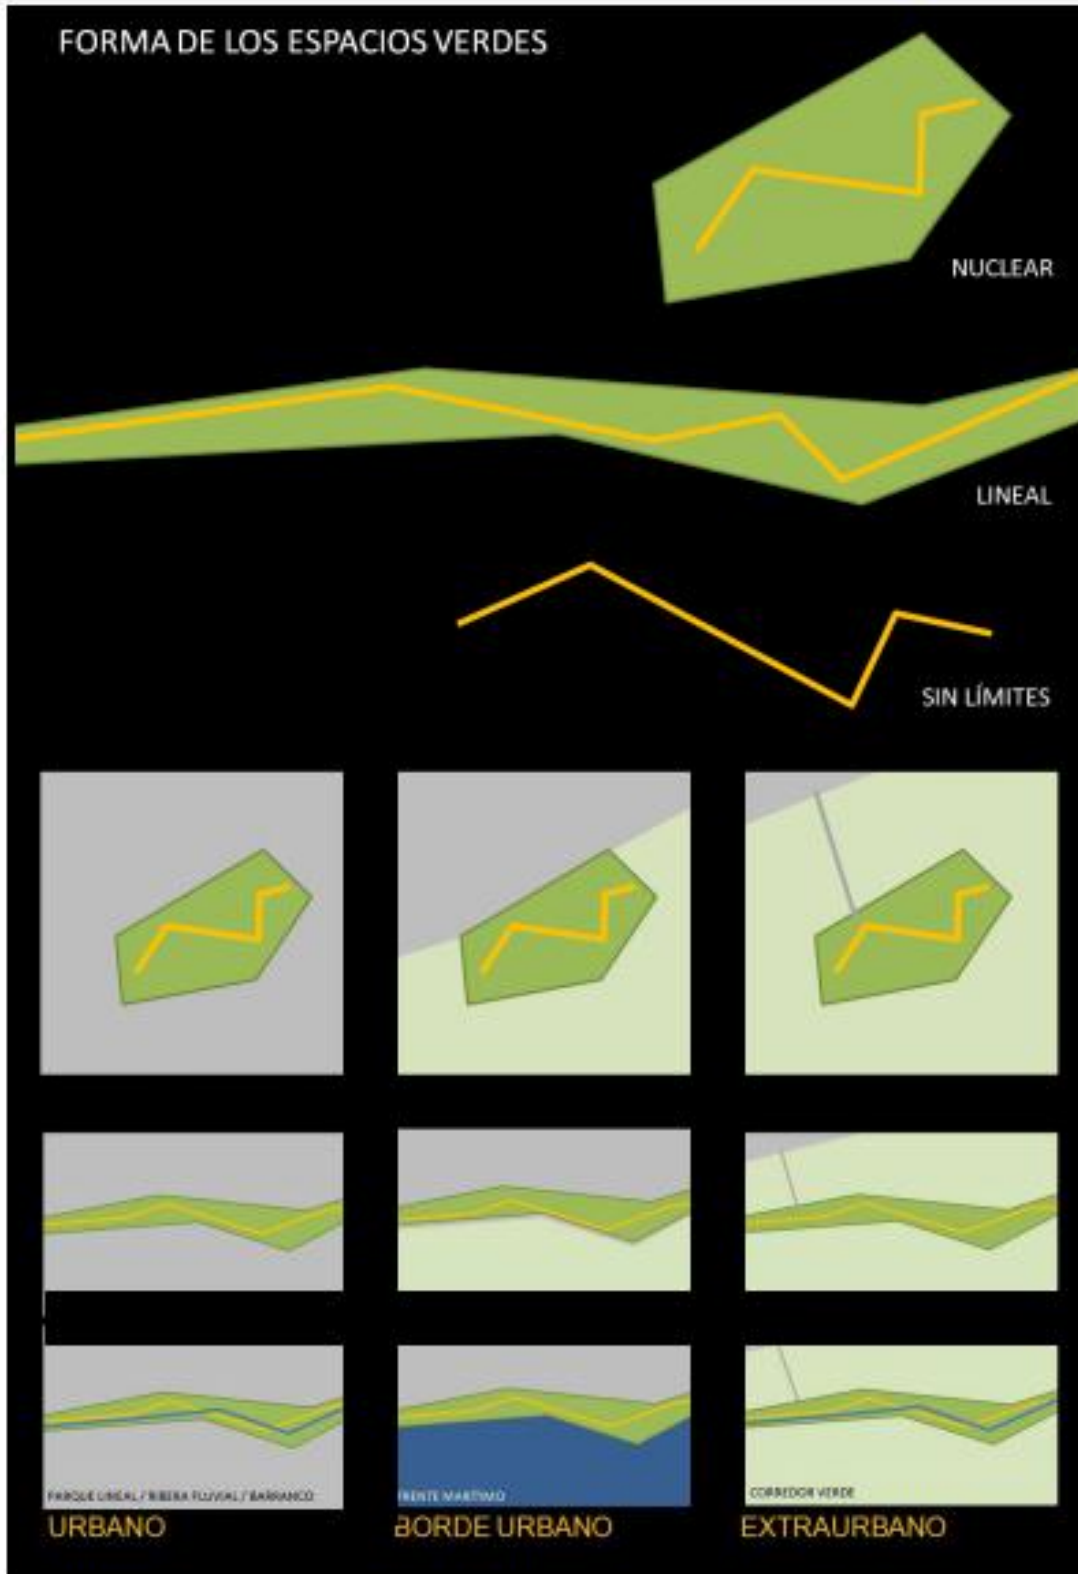 FORMA DE LOS ESPACIOS VERDES
NUCLEAR
LINEAL
SIN LÍMITES
PARQUE LINEAL / RIBERA FLUVIAL / BARRANCO
FRENTE MARÍTIMO
CORREDOR VERDE
URBANO
BORDE URBANO
EXTRAURBANO